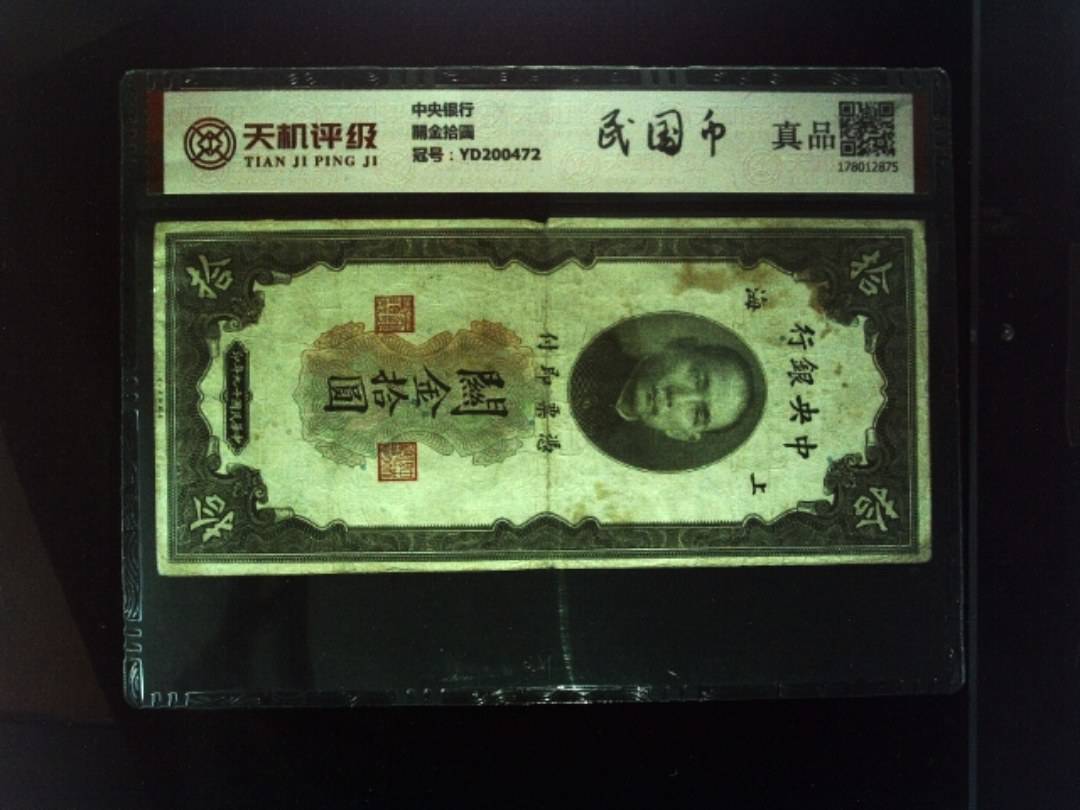 天机评级
TIAN JI PING JI
中央银行
關金拾圓
冠号：YD200472
民国币
真品
178012875
拾
拾
中央銀行
上
海
憑票即付
關金拾圓
拾
拾